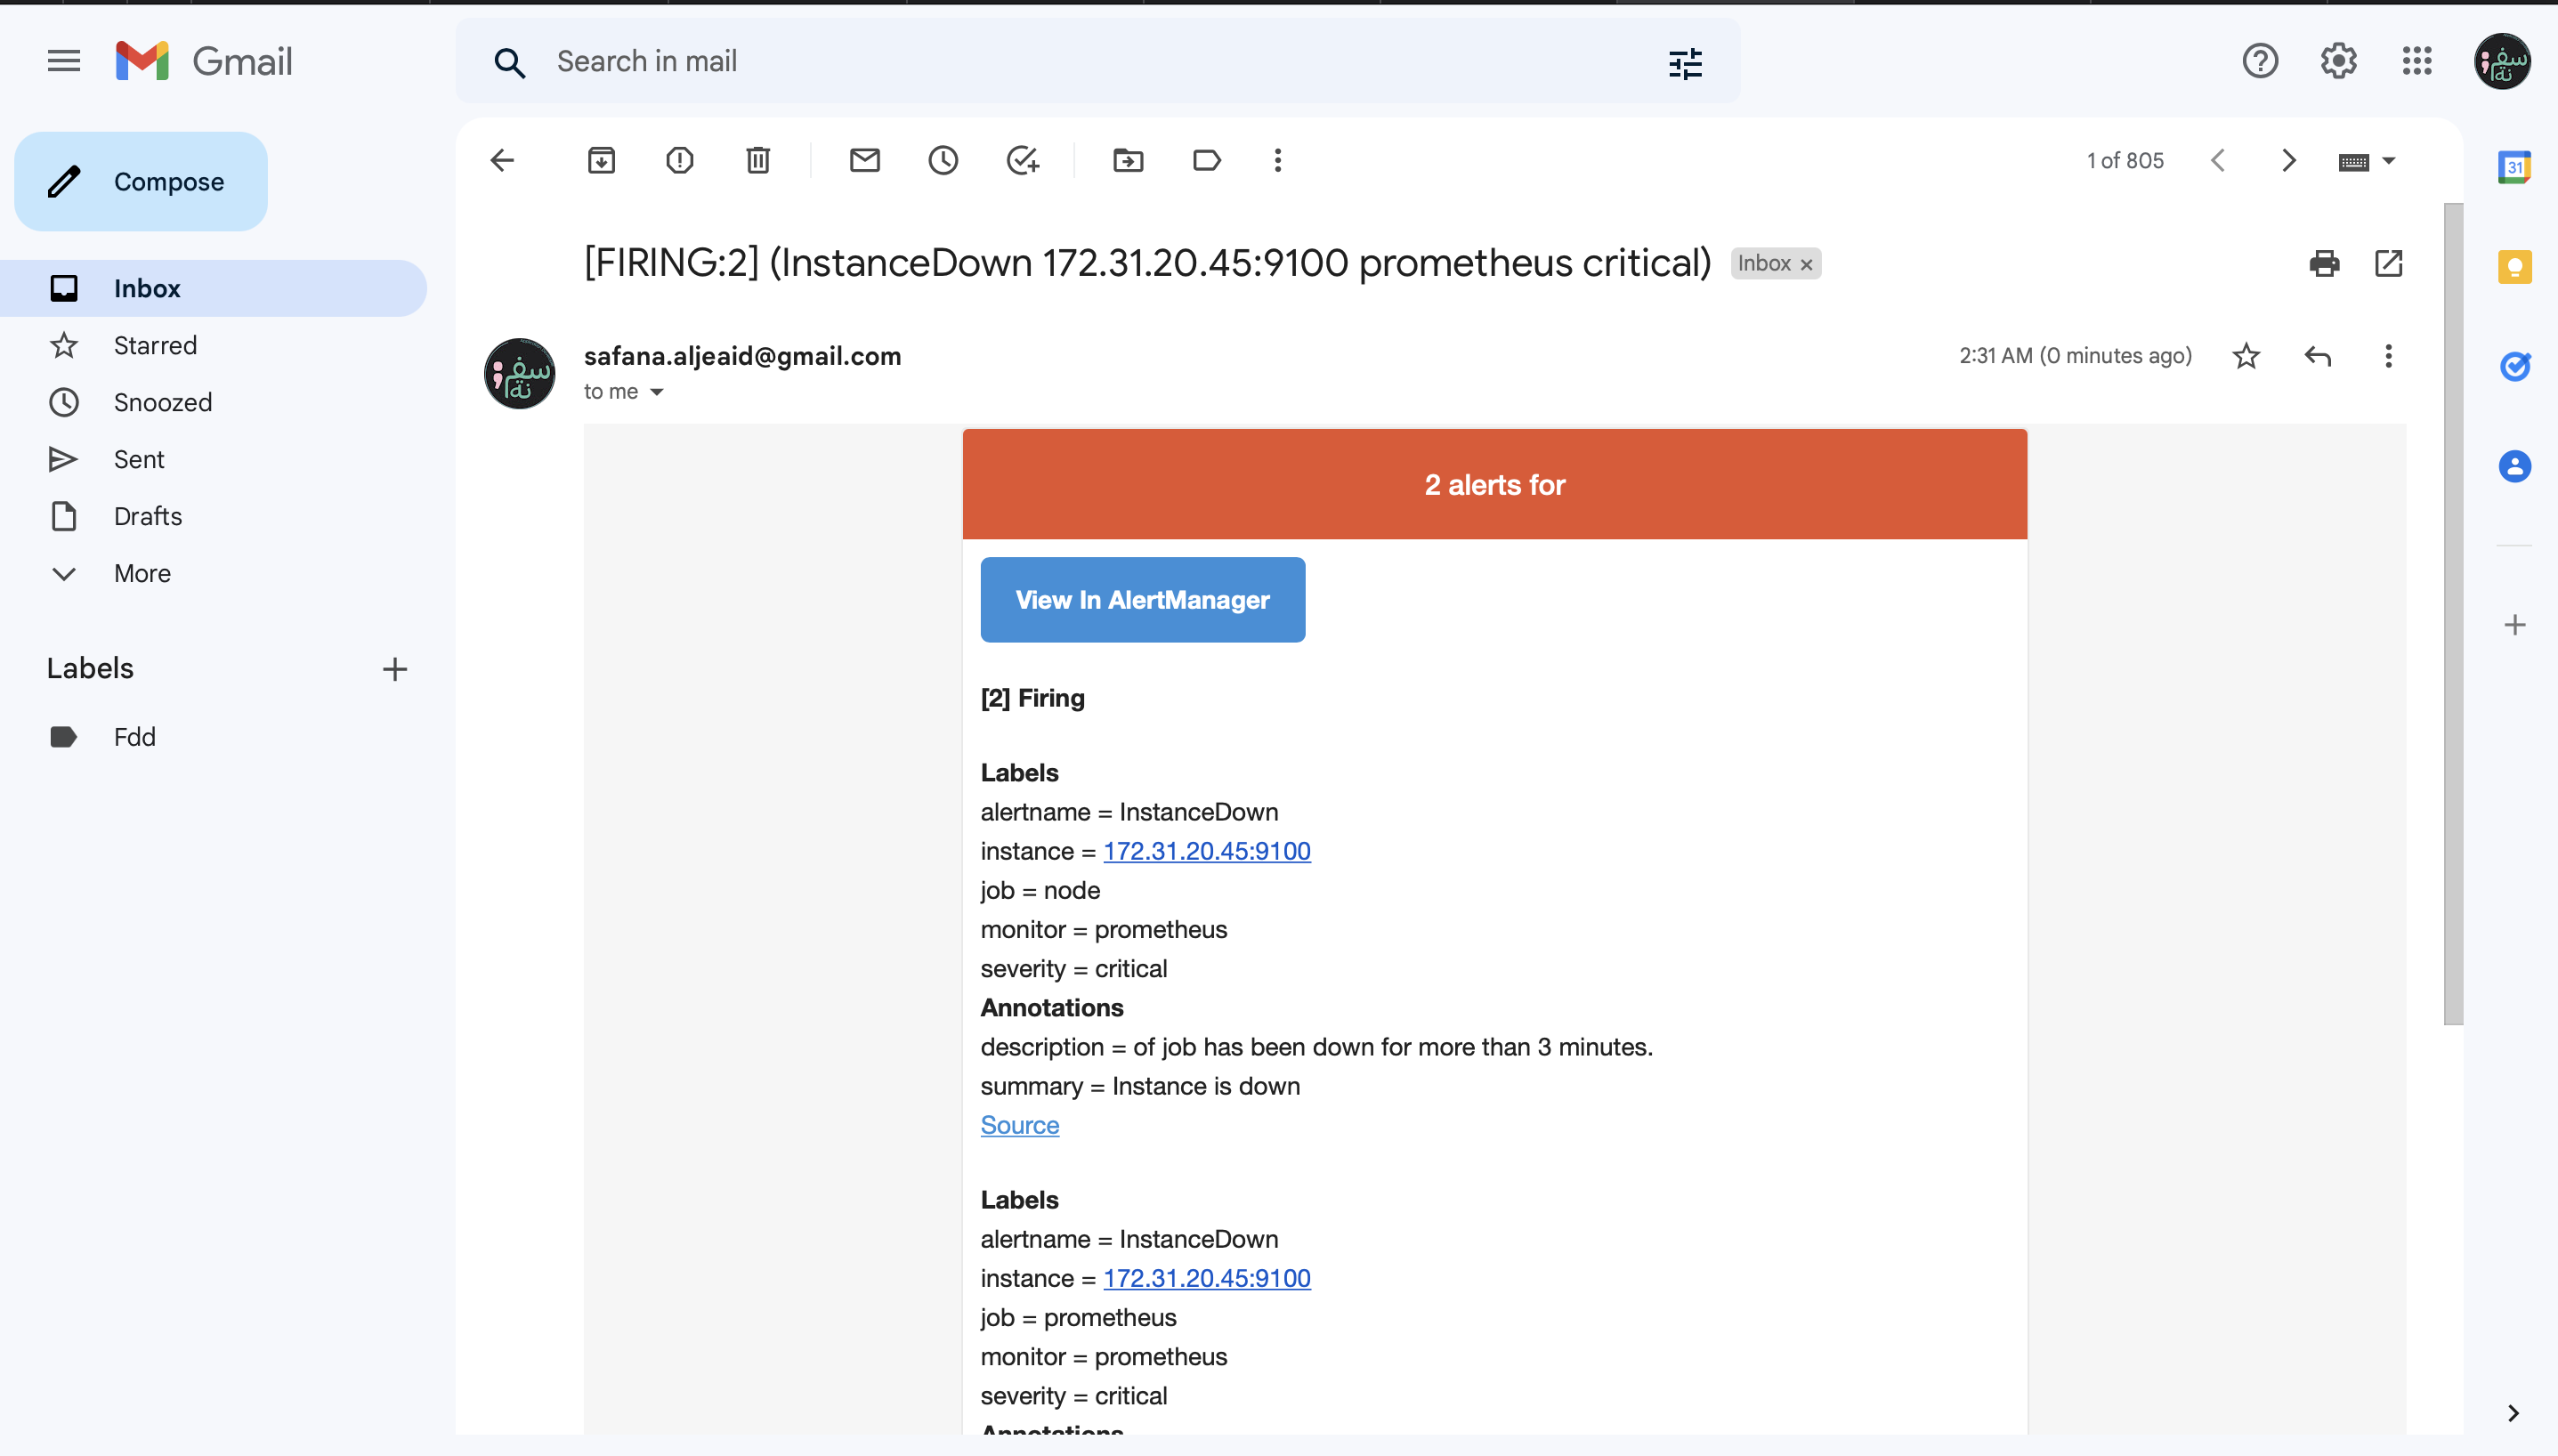 Gmail
Search in mail
سفانة
Compose
1 of 805
Inbox
Starred
Snoozed
Sent
Drafts
More
Labels
Fdd
[FIRING:2] (InstanceDown 172.31.20.45:9100 prometheus critical)
Inbox
safana.aljeaid@gmail.com
2:31 AM (0 minutes ago)
to me
2 alerts for
View In AlertManager
[2] Firing
Labels
alertname = InstanceDown
instance = 172.31.20.45:9100
job = node
monitor = prometheus
severity = critical
Annotations
description = of job has been down for more than 3 minutes.
summary = Instance is down
Source
Labels
alertname = InstanceDown
instance = 172.31.20.45:9100
job = prometheus
monitor = prometheus
severity = critical
Annotations
31